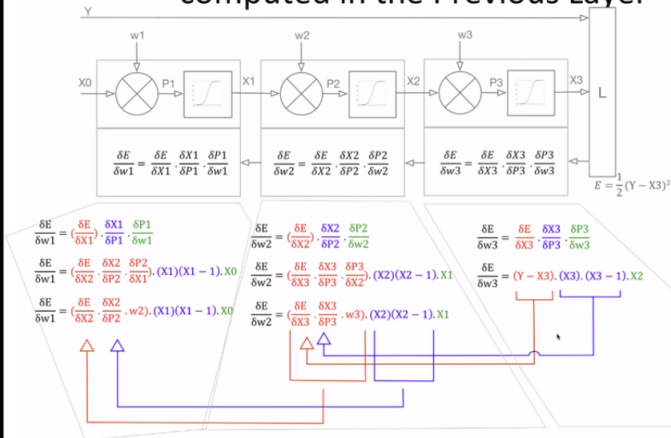 computed in the Previous Layer
Y
w1
w2
w3
X0
P1
X1
P2
X2
P3
X3
L
δE/δw1 = δE/δX1 . δX1/δP1 . δP1/δw1
δE/δw2 = δE/δX2 . δX2/δP2 . δP2/δw2
δE/δw3 = δE/δX3 . δX3/δP3 . δP3/δw3
E = 1/2 (Y − X3)²
δE/δw1 = (δE/δX1) . δX1/δP1 . δP1/δw1
δE/δw1 = (δE/δX2 . δX2/δP2 . δP2/δX1). (X1)(X1 − 1). X0
δE/δw1 = (δE/δX2 . δX2/δP2 . w2). (X1)(X1 − 1). X0
δE/δw2 = (δE/δX2) . δX2/δP2 . δP2/δw2
δE/δw2 = (δE/δX3 . δX3/δP3 . δP3/δX2). (X2)(X2 − 1). X1
δE/δw2 = (δE/δX3 . δX3/δP3 . w3). (X2)(X2 − 1). X1
δE/δw3 = δE/δX3 . δX3/δP3 . δP3/δw3
δE/δw3 = (Y − X3). (X3). (X3 − 1). X2